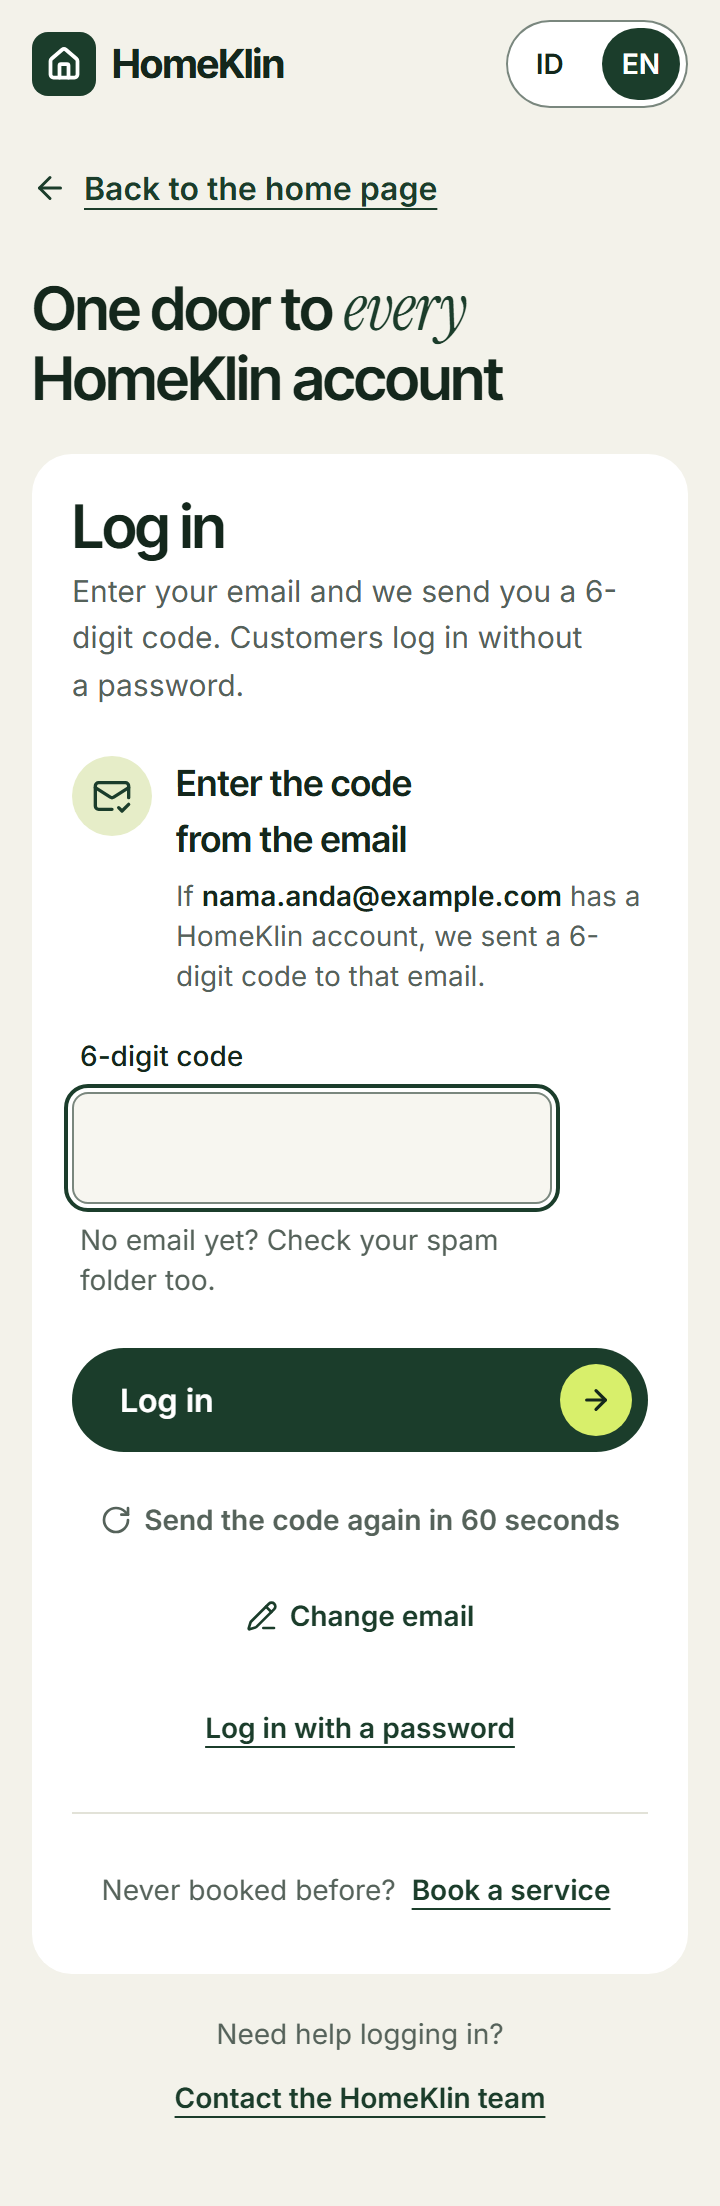 HomeKlin
ID EN
Back to the home page
One door to every
HomeKlin account
Log in
Enter your email and we send you a 6-
digit code. Customers log in without
a password.
Enter the code
from the email
If nama.anda@example.com has a
HomeKlin account, we sent a 6-
digit code to that email.
6-digit code
No email yet? Check your spam
folder too.
Log in
Send the code again in 60 seconds
Change email
Log in with a password
Never booked before? Book a service
Need help logging in?
Contact the HomeKlin team